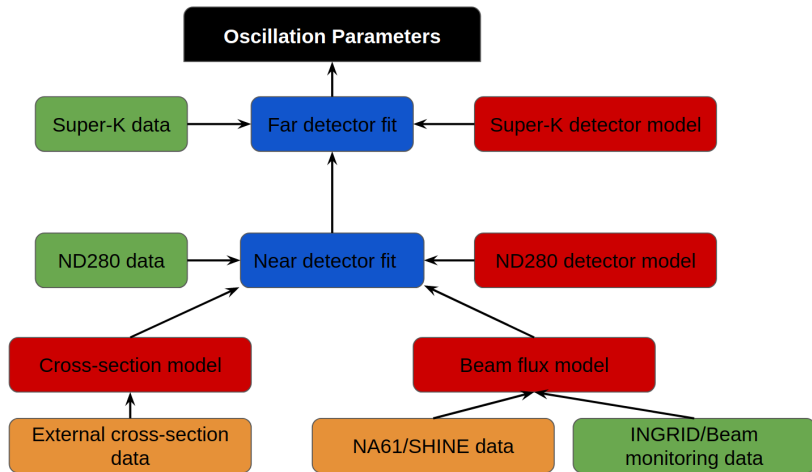 Oscillation Parameters
Super-K data
Far detector fit
Super-K detector model
ND280 data
Near detector fit
ND280 detector model
Cross-section model
Beam flux model
External cross-section
data
NA61/SHINE data
INGRID/Beam
monitoring data